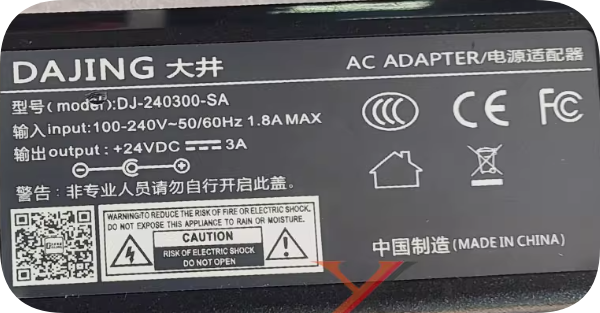 DAJING 大井
AC ADAPTER/电源适配器
型号(model):DJ-240300-SA
输入input:100-240V~50/60Hz 1.8A MAX
输出output : +24VDC ⎓ 3A
警告 : 非专业人员请勿自行开启此盖。
CCC
CE
FC
WARNING!TO REDUCE THE RISK OF FIRE OR ELECTRIC SHOCK,
DO NOT EXPOSE THIS APPLIANCE TO RAIN OR MOISTURE.
CAUTION
RISK OF ELECTRIC SHOCK
DO NOT OPEN
中国制造(MADE IN CHINA)